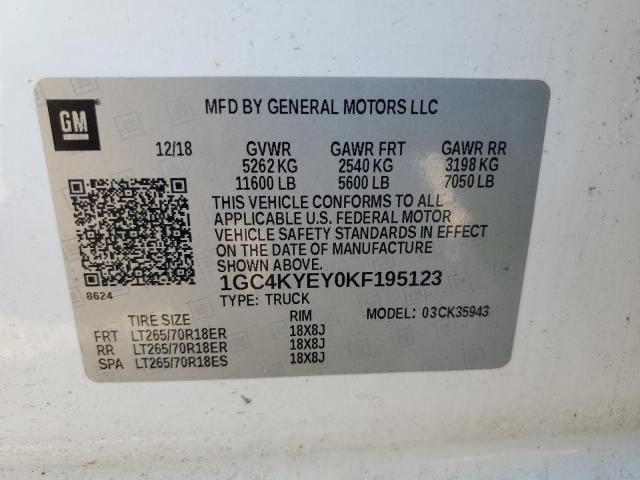 GM
MFD BY GENERAL MOTORS LLC
12/18 GVWR GAWR FRT GAWR RR
5262 KG 2540 KG 3198 KG
11600 LB 5600 LB 7050 LB
THIS VEHICLE CONFORMS TO ALL
APPLICABLE U.S. FEDERAL MOTOR
VEHICLE SAFETY STANDARDS IN EFFECT
ON THE DATE OF MANUFACTURE
SHOWN ABOVE.
1GC4KYEY0KF195123
8624
TYPE: TRUCK MODEL: 03CK35943
TIRE SIZE RIM
FRT LT265/70R18ER 18X8J
RR LT265/70R18ER 18X8J
SPA LT265/70R18ES 18X8J